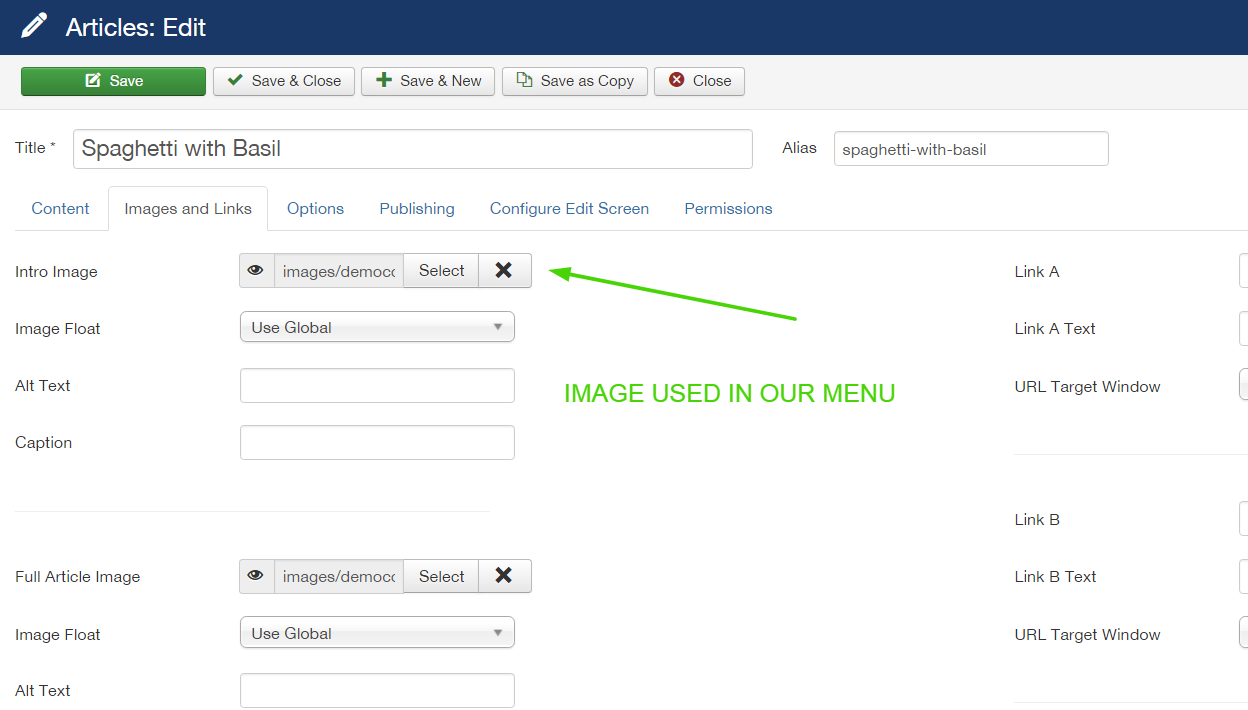 Articles: Edit
Save
Save & Close
Save & New
Save as Copy
Close
Title *
Spaghetti with Basil
Alias
spaghetti-with-basil
Content
Images and Links
Options
Publishing
Configure Edit Screen
Permissions
Intro Image
images/democ
Select
Link A
Image Float
Use Global
Link A Text
Alt Text
IMAGE USED IN OUR MENU
URL Target Window
Caption
Link B
Full Article Image
images/democ
Select
Link B Text
Image Float
Use Global
URL Target Window
Alt Text